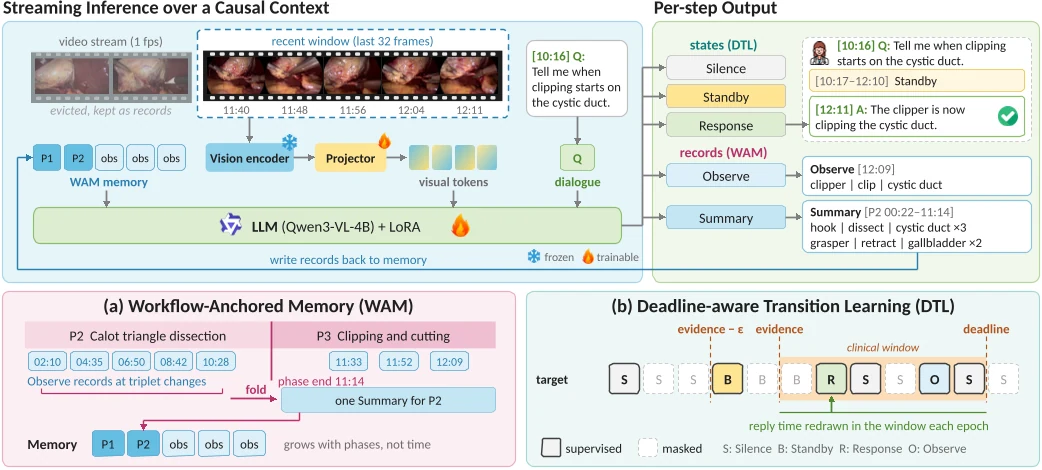 Streaming Inference over a Causal Context
video stream (1 fps)
evicted, kept as records
recent window (last 32 frames)
11:40 11:48 11:56 12:04 12:11
[10:16] Q:
Tell me when
clipping starts on
the cystic duct.
P1 P2 obs obs obs
WAM memory
Vision encoder
Projector
visual tokens
Q
dialogue
LLM (Qwen3-VL-4B) + LoRA
write records back to memory
frozen trainable
Per-step Output
states (DTL)
Silence
Standby
Response
records (WAM)
Observe
Summary
[10:16] Q: Tell me when clipping
starts on the cystic duct.
[10:17–12:10] Standby
[12:11] A: The clipper is now
clipping the cystic duct.
Observe [12:09]
clipper | clip | cystic duct
Summary [P2 00:22–11:14]
hook | dissect | cystic duct ×3
grasper | retract | gallbladder ×2
(a) Workflow-Anchored Memory (WAM)
P2 Calot triangle dissection
P3 Clipping and cutting
02:10 04:35 06:50 08:42 10:28
11:33 11:52 12:09
Observe records at triplet changes
phase end 11:14
fold
one Summary for P2
Memory P1 P2 obs obs obs grows with phases, not time
(b) Deadline-aware Transition Learning (DTL)
evidence − ε evidence deadline
clinical window
target S S S B B B R S S O S S
reply time redrawn in the window each epoch
supervised masked S: Silence B: Standby R: Response O: Observe